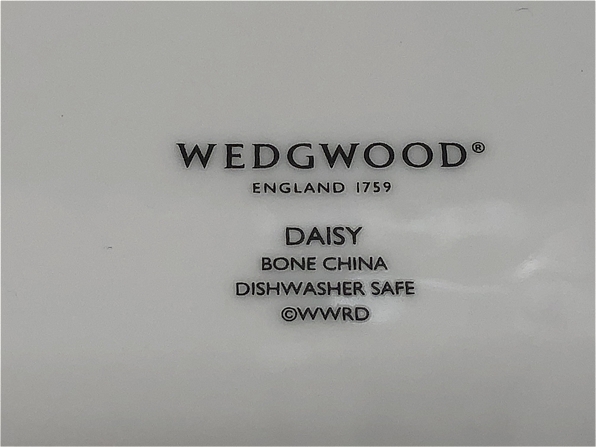 WEDGWOOD®
ENGLAND 1759
DAISY
BONE CHINA
DISHWASHER SAFE
©WWRD